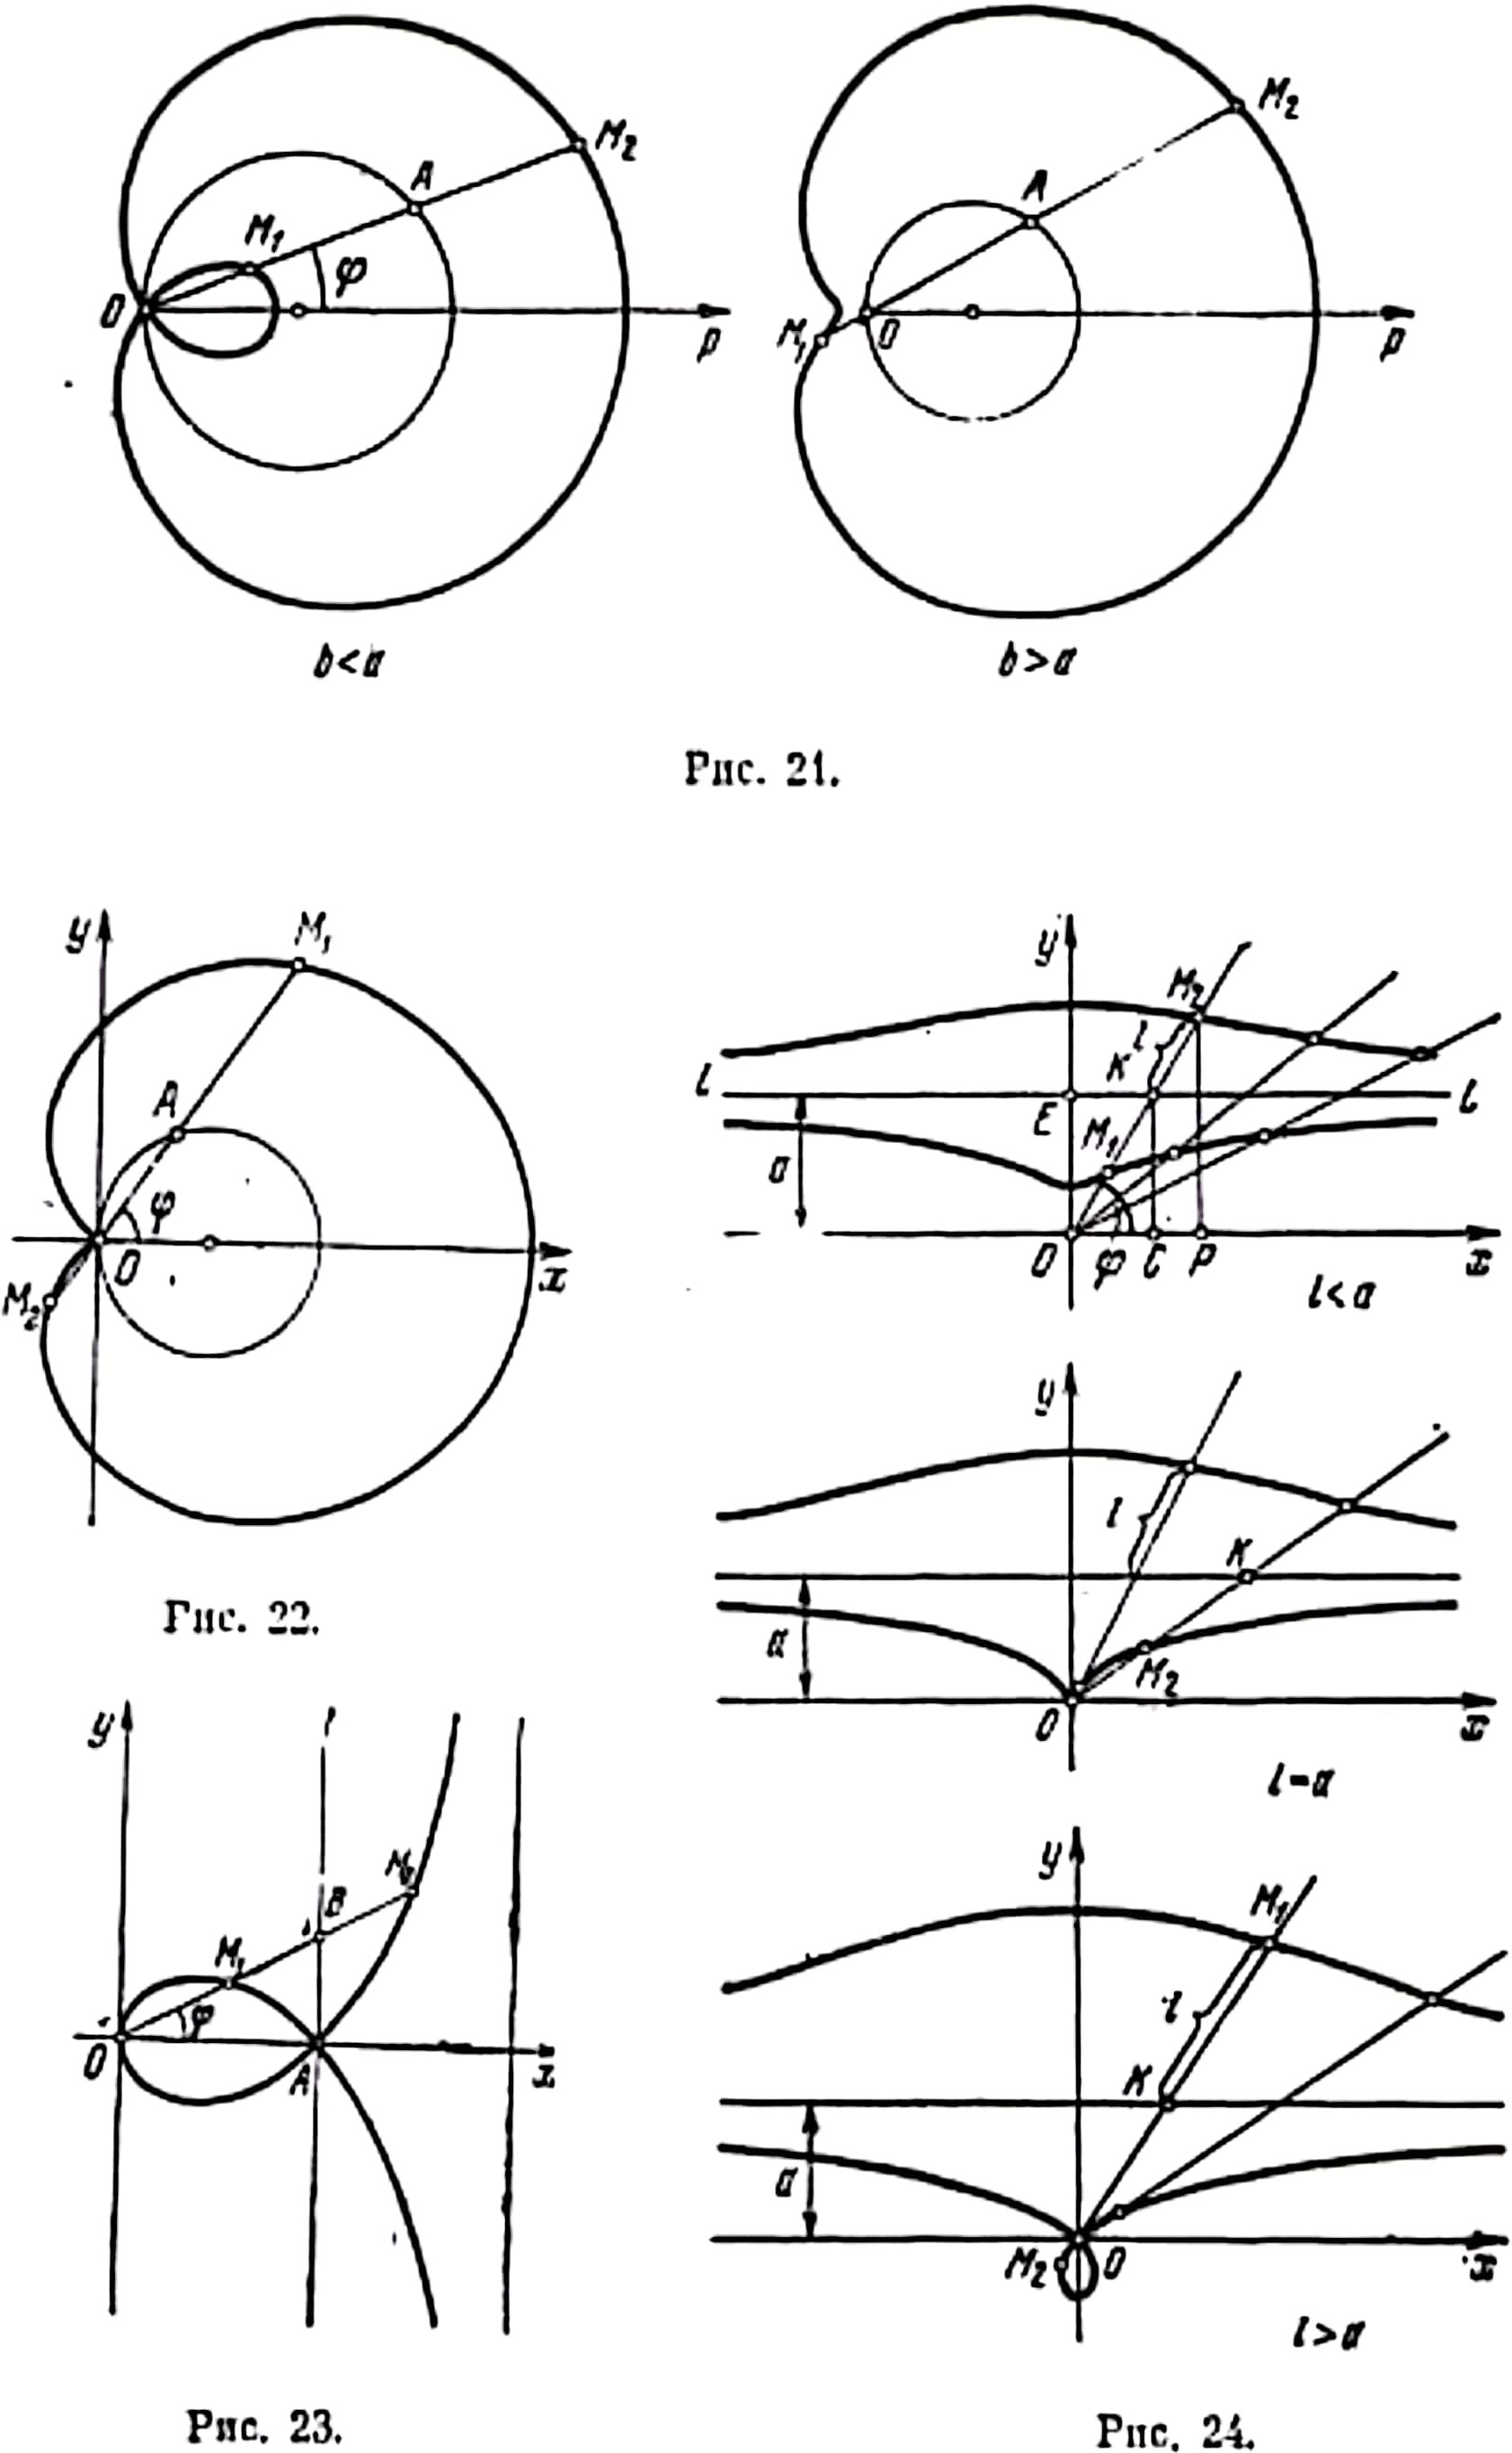 M₂
A
M₁
φ
O
p
b<a
M₂
A
M₁
O
p
b>a
Рис. 21.
y
M₁
A
φ
O
x
M₂
Рис. 22.
y
l
B
M₁
φ
O
A
x
Рис. 23.
y
M₂
l
K
l
l
E
M₁
a
O
φ
C
P
x
l<a
y
l
K
a
M₂
O
x
l=a
y
M₁
l
K
a
M₂
O
x
l>a
Рис. 24.